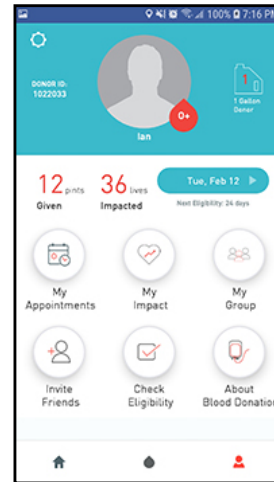 100% 7:16 PM
DONOR ID:
1022033
O+
Ian
1
1 Gallon
Donor
12 pints
Given
36 lives
Impacted
Tue, Feb 12
Next Eligibility: 24 days
My
Appointments
My
Impact
My
Group
Invite
Friends
Check
Eligibility
About
Blood Donation